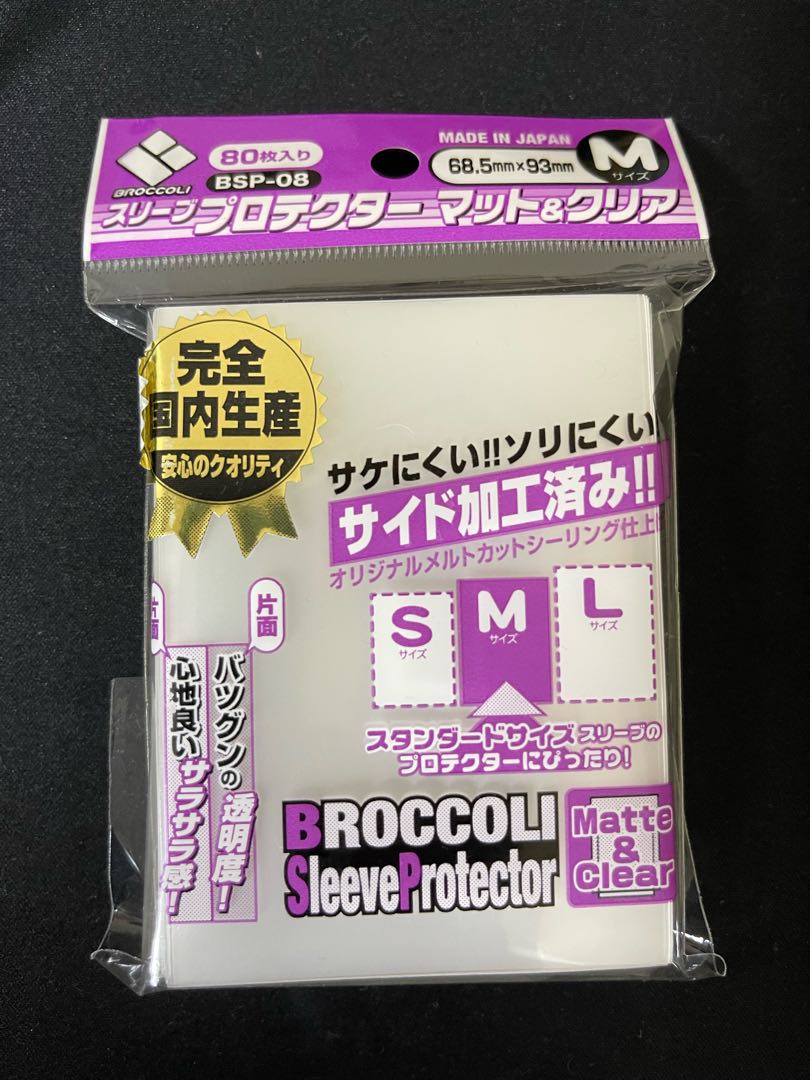 BROCCOLI
80枚入り
BSP-08
MADE IN JAPAN
68.5mm×93mm
Mサイズ
スリーブプロテクター マット&クリア
完全
国内生産
安心のクオリティ
サケにくい!!ソリにくい
サイド加工済み!!
オリジナルメルトカットシーリング仕上
Sサイズ
Mサイズ
Lサイズ
スタンダードサイズスリーブの
プロテクターにぴったり!
片面
バツグンの透明度!
片面
心地良いサラサラ感!
BROCCOLI
SleeveProtector
Matte
&
Clear